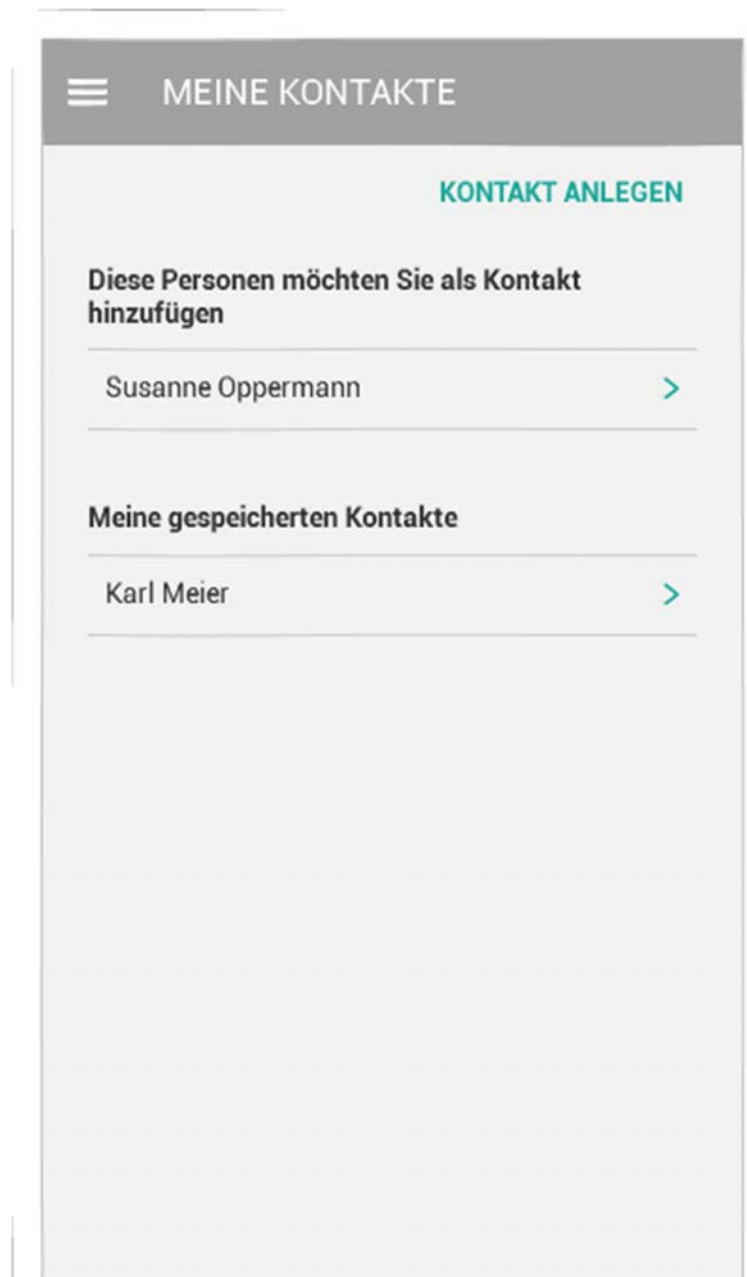 MEINE KONTAKTE
KONTAKT ANLEGEN
Diese Personen möchten Sie als Kontakt
hinzufügen
Susanne Oppermann
Meine gespeicherten Kontakte
Karl Meier